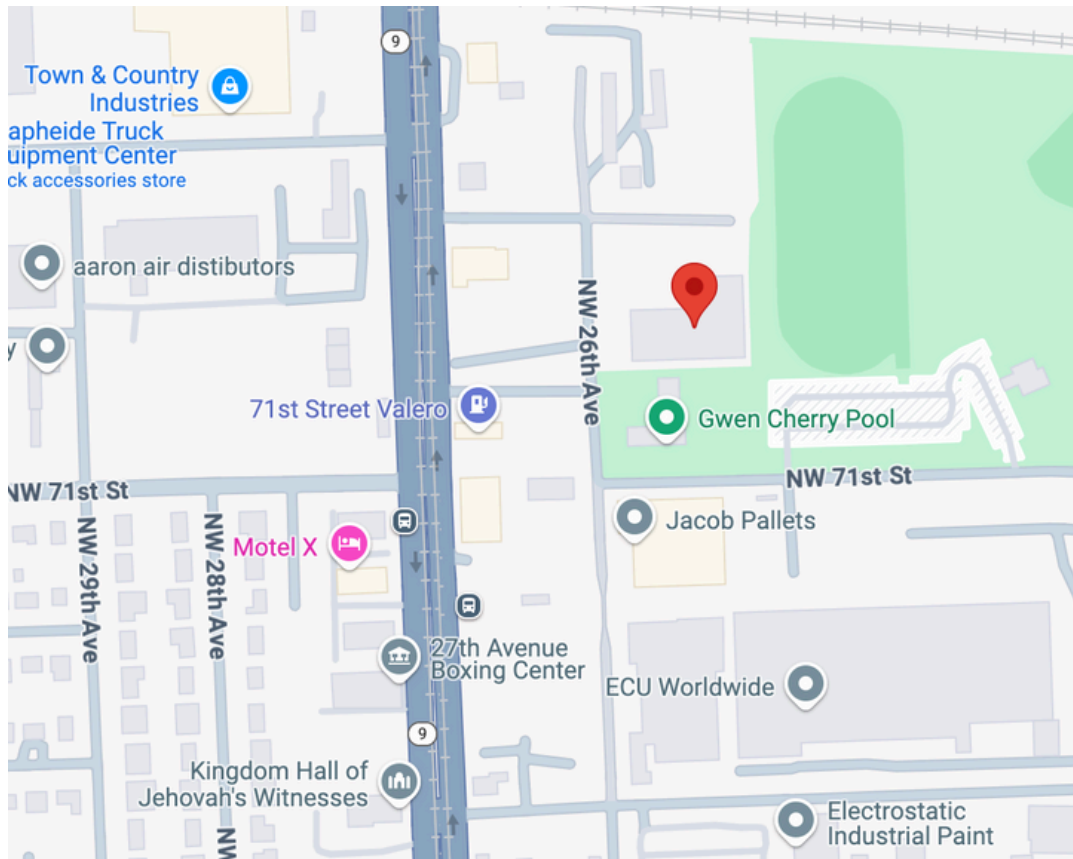 9
Town & Country
Industries
apheide Truck
uipment Center
ck accessories store
aaron air distibutors
y
NW 26th Ave
71st Street Valero
Gwen Cherry Pool
NW 71st St
NW 71st St
Jacob Pallets
Motel X
NW 29th Ave
NW 28th Ave
27th Avenue
Boxing Center
ECU Worldwide
9
Kingdom Hall of
Jehovah's Witnesses
NW
Electrostatic
Industrial Paint